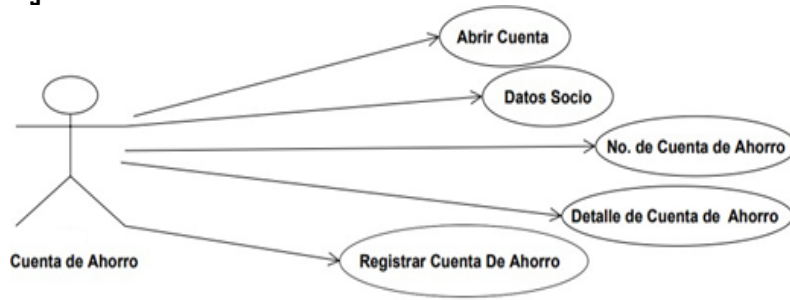 Abrir Cuenta
Datos Socio
No. de Cuenta de Ahorro
Detalle de Cuenta de Ahorro
Cuenta de Ahorro
Registrar Cuenta De Ahorro